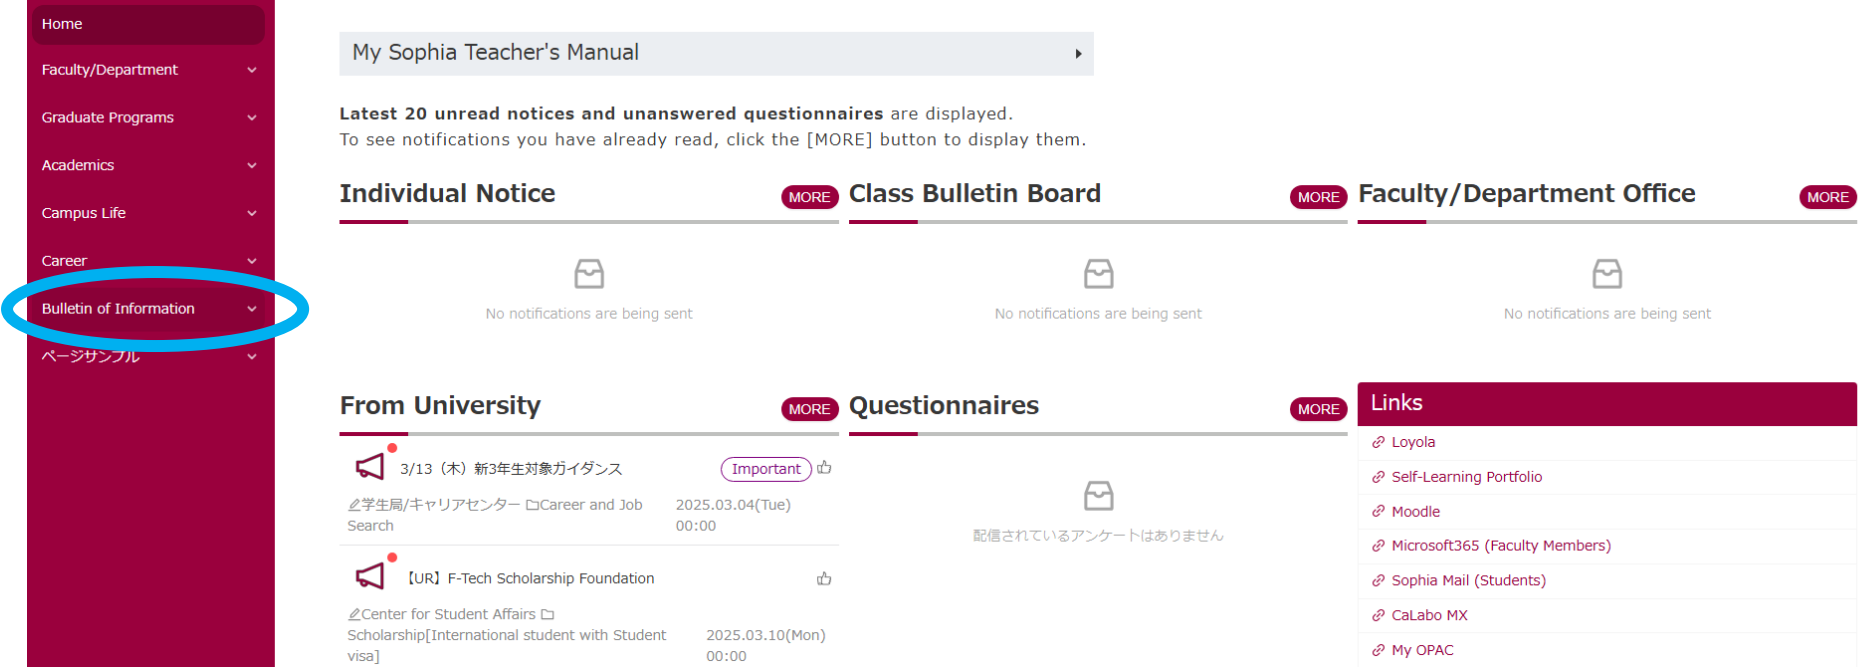 Home
Faculty/Department
Graduate Programs
Academics
Campus Life
Career
Bulletin of Information
ページサンプル
My Sophia Teacher's Manual
Latest 20 unread notices and unanswered questionnaires are displayed.
To see notifications you have already read, click the [MORE] button to display them.
Individual Notice
MORE
No notifications are being sent
Class Bulletin Board
MORE
No notifications are being sent
Faculty/Department Office
MORE
No notifications are being sent
From University
MORE
3/13（木）新3年生対象ガイダンス
Important
学生局/キャリアセンター Career and Job
Search
2025.03.04(Tue)
00:00
【UR】F-Tech Scholarship Foundation
Center for Student Affairs
Scholarship[International student with Student
visa]
2025.03.10(Mon)
00:00
Questionnaires
MORE
配信されているアンケートはありません
Links
Loyola
Self-Learning Portfolio
Moodle
Microsoft365 (Faculty Members)
Sophia Mail (Students)
CaLabo MX
My OPAC